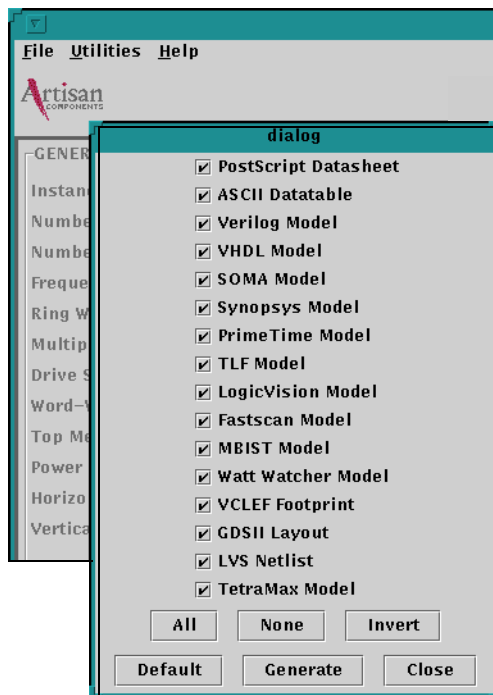 File Utilities Help
Artisan
COMPONENTS
dialog
PostScript Datasheet
ASCII Datatable
Verilog Model
VHDL Model
SOMA Model
Synopsys Model
PrimeTime Model
TLF Model
LogicVision Model
Fastscan Model
MBIST Model
Watt Watcher Model
VCLEF Footprint
GDSII Layout
LVS Netlist
TetraMax Model
All None Invert
Default Generate Close
GENER
Instan
Numbe
Numbe
Freque
Ring W
Multip
Drive S
Word-W
Top Me
Power
Horizo
Vertica